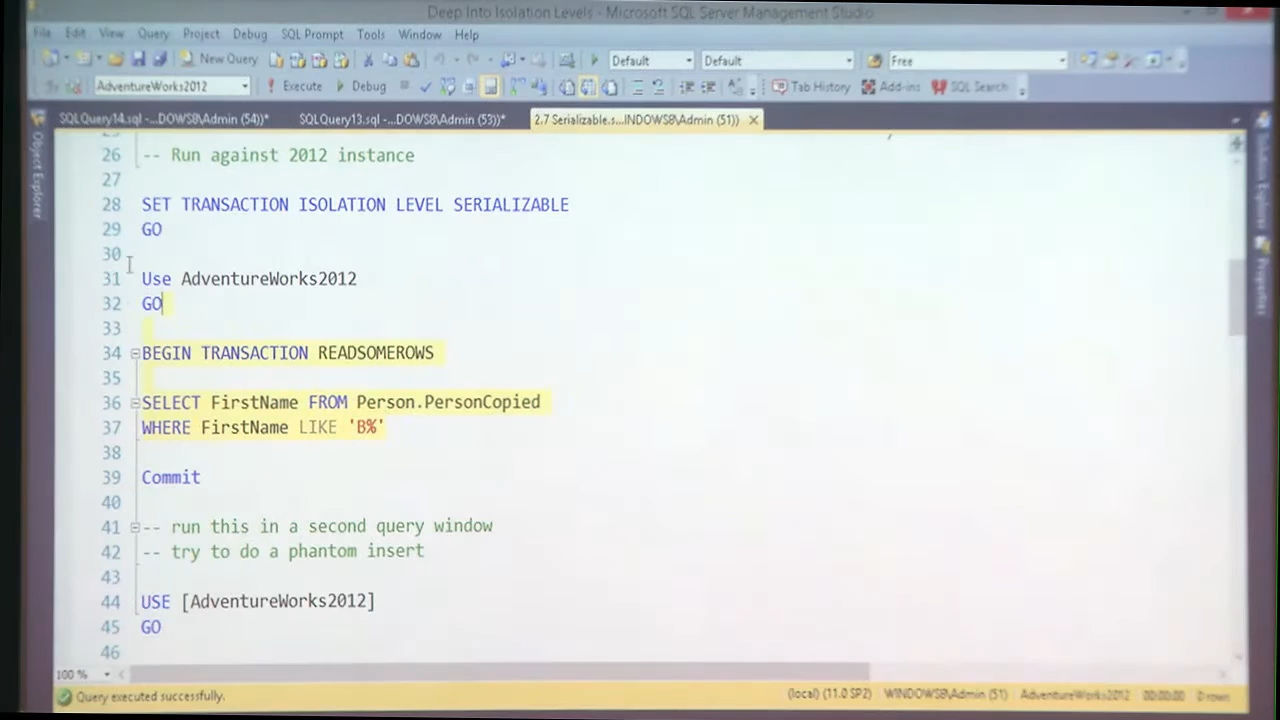 Deep Into Isolation Levels - Microsoft SQL Server Management Studio
File Edit View Query Project Debug SQL Prompt Tools Window Help
New Query Default Default Free
AdventureWorks2012 Execute Debug Tab History Add-ins SQL Search
SQLQuery14.sql -...DOWS8\Admin (54))* SQLQuery13.sql -...DOWS8\Admin (53))* 2.7 Serializable.s...INDOWS8\Admin (51))
Object Explorer
Solution Explorer
Properties
26 -- Run against 2012 instance
27
28 SET TRANSACTION ISOLATION LEVEL SERIALIZABLE
29 GO
30
31 Use AdventureWorks2012
32 GO
33
34 BEGIN TRANSACTION READSOMEROWS
35
36 SELECT FirstName FROM Person.PersonCopied
37 WHERE FirstName LIKE 'B%'
38
39 Commit
40
41 -- run this in a second query window
42 -- try to do a phantom insert
43
44 USE [AdventureWorks2012]
45 GO
46
100 %
Query executed successfully. (local) (11.0 SP2) WINDOWS8\Admin (51) AdventureWorks2012 00:00:00 0 rows